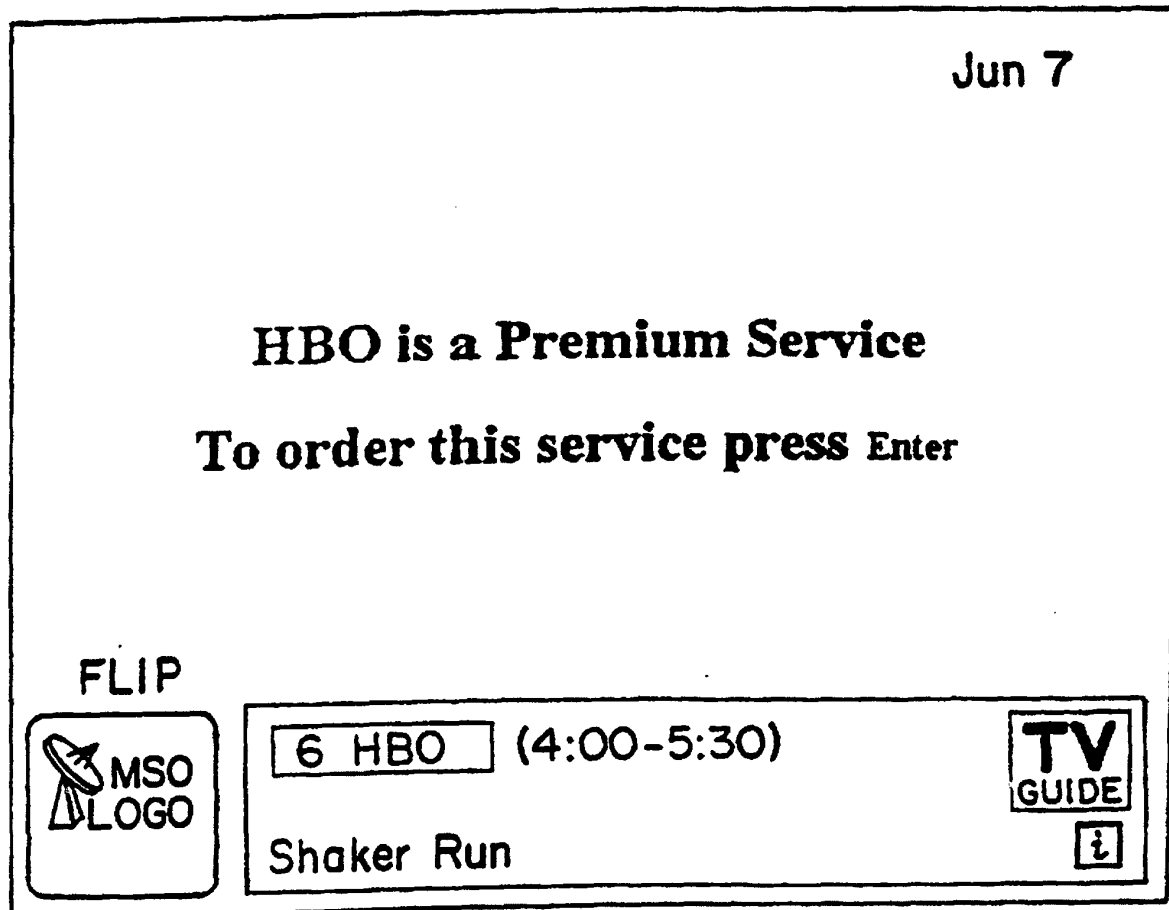 Jun 7
HBO is a Premium Service
To order this service press Enter
FLIP
MSO
LOGO
6 HBO (4:00-5:30)
TV
GUIDE
Shaker Run
i